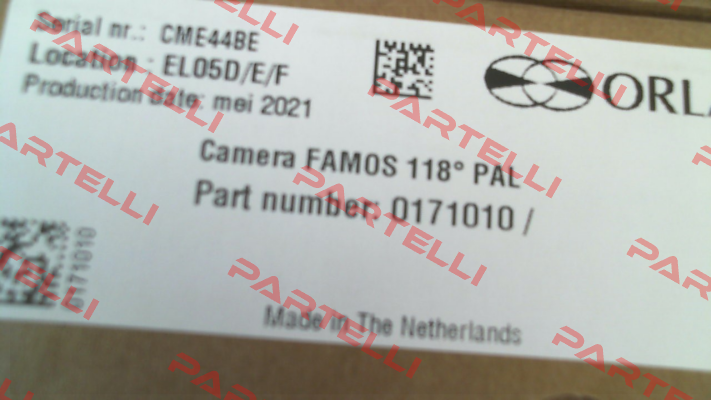 Serial nr.: CME44BE
Location : EL05D/E/F
Production date: mei 2021
ORLA
Camera FAMOS 118° PAL
Part number: 0171010 /
0171010
Made in The Netherlands
PARTELLI